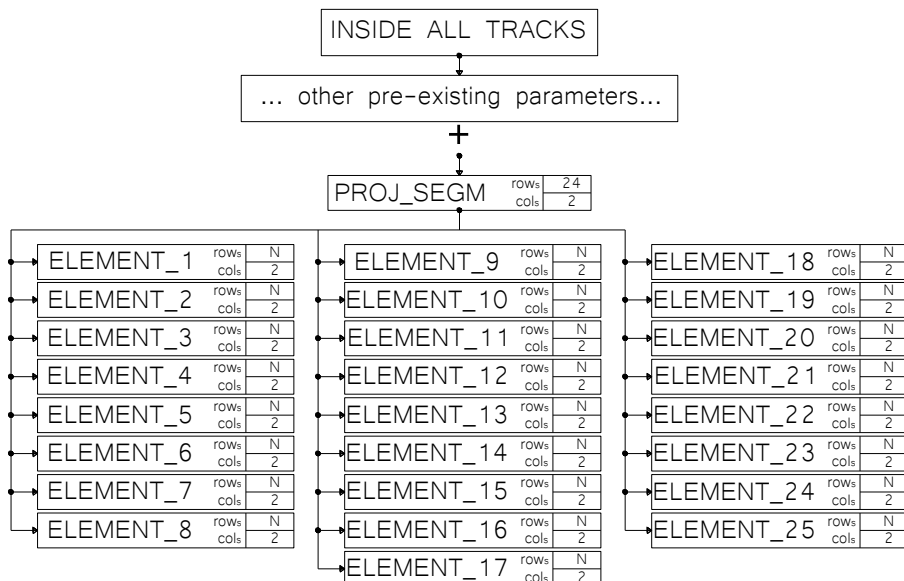 INSIDE ALL TRACKS
... other pre-existing parameters...
+
PROJ_SEGM rows 24
cols 2
ELEMENT_1 rows N
cols 2
ELEMENT_2 rows N
cols 2
ELEMENT_3 rows N
cols 2
ELEMENT_4 rows N
cols 2
ELEMENT_5 rows N
cols 2
ELEMENT_6 rows N
cols 2
ELEMENT_7 rows N
cols 2
ELEMENT_8 rows N
cols 2
ELEMENT_9 rows N
cols 2
ELEMENT_10 rows N
cols 2
ELEMENT_11 rows N
cols 2
ELEMENT_12 rows N
cols 2
ELEMENT_13 rows N
cols 2
ELEMENT_14 rows N
cols 2
ELEMENT_15 rows N
cols 2
ELEMENT_16 rows N
cols 2
ELEMENT_17 rows N
cols 2
ELEMENT_18 rows N
cols 2
ELEMENT_19 rows N
cols 2
ELEMENT_20 rows N
cols 2
ELEMENT_21 rows N
cols 2
ELEMENT_22 rows N
cols 2
ELEMENT_23 rows N
cols 2
ELEMENT_24 rows N
cols 2
ELEMENT_25 rows N
cols 2